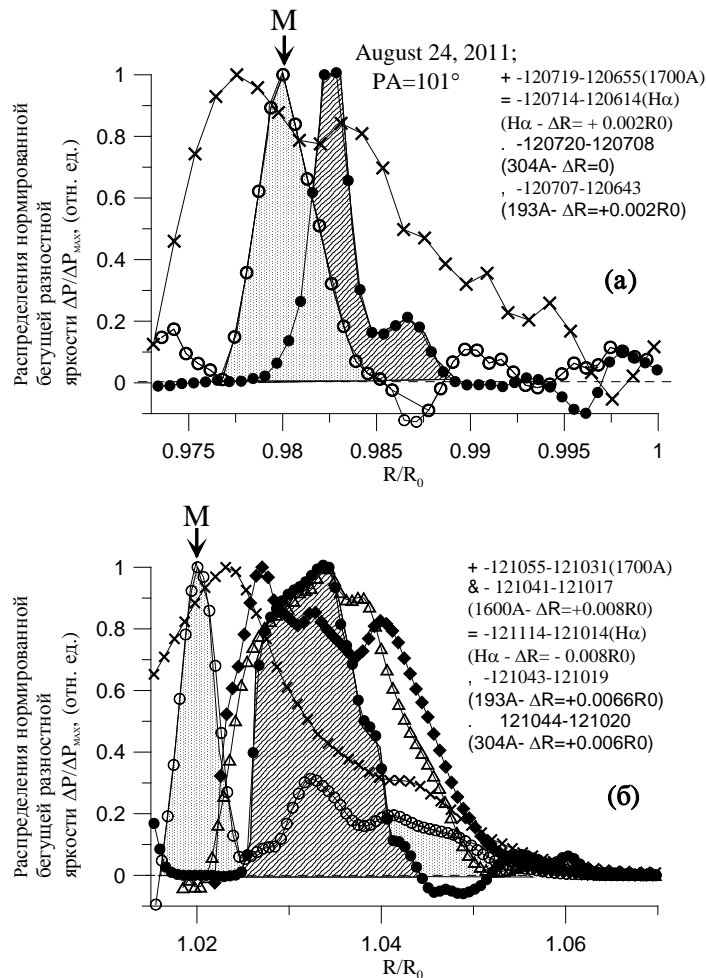 M
August 24, 2011;
PA=101°
+ -120719-120655(1700A)
= -120714-120614(Hα)
(Hα - ΔR= + 0.002R0)
. -120720-120708
(304A- ΔR=0)
, -120707-120643
(193A- ΔR=+0.002R0)
(а)
Распределения нормированной
бегущей разностной
яркости ΔP/ΔP_MAX, (отн. ед.)
1
0.8
0.6
0.4
0.2
0
0.975 0.98 0.985 0.99 0.995 1
R/R₀
M
+ -121055-121031(1700A)
& - 121041-121017
(1600A- ΔR=+0.008R0)
= -121114-121014(Hα)
(Hα - ΔR= - 0.008R0)
, -121043-121019
(193A- ΔR=+0.0066R0)
. 121044-121020
(304A- ΔR=+0.006R0)
(б)
Распределения нормированной
бегущей разностной
яркости ΔP/ΔP_MAX, (отн. ед.)
1
0.8
0.6
0.4
0.2
0
1.02 1.04 1.06
R/R₀